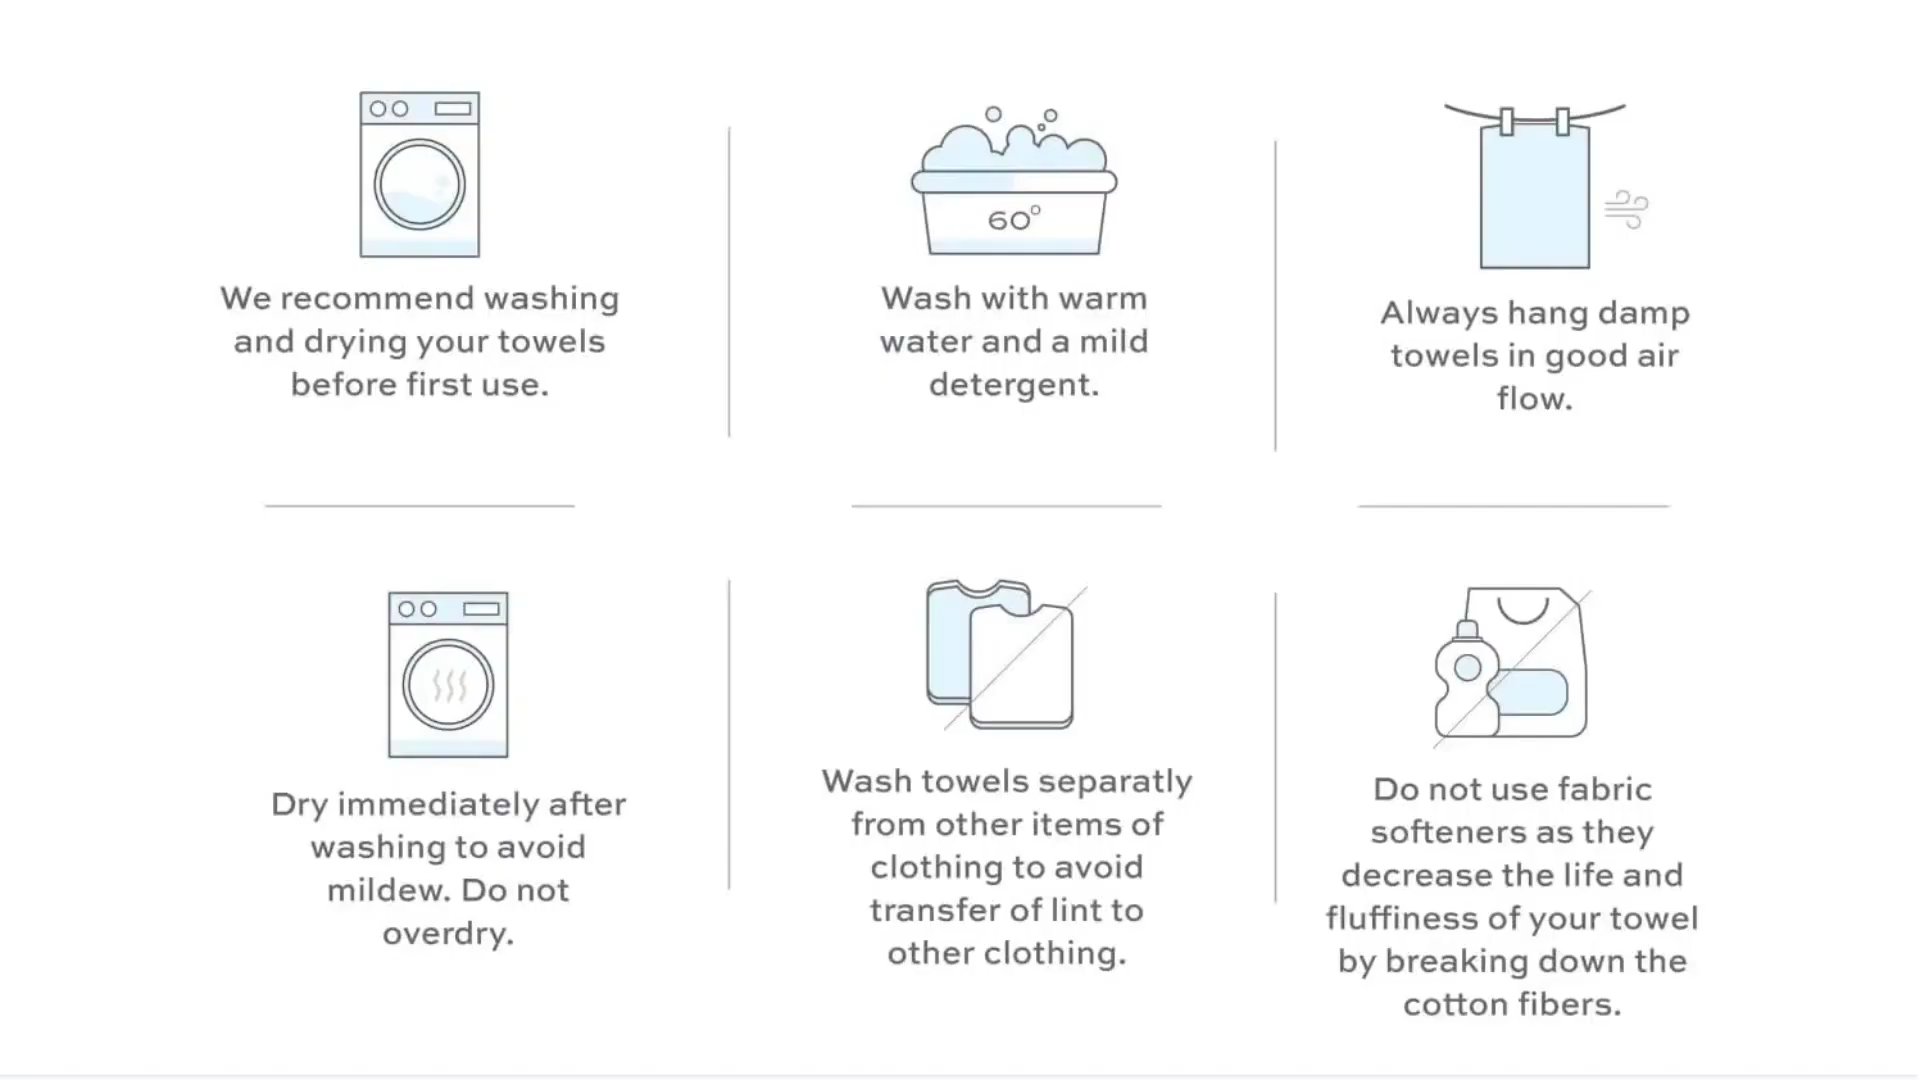 We recommend washing
and drying your towels
before first use.
60°
Wash with warm
water and a mild
detergent.
Always hang damp
towels in good air
flow.
Dry immediately after
washing to avoid
mildew. Do not
overdry.
Wash towels separatly
from other items of
clothing to avoid
transfer of lint to
other clothing.
Do not use fabric
softeners as they
decrease the life and
fluffiness of your towel
by breaking down the
cotton fibers.